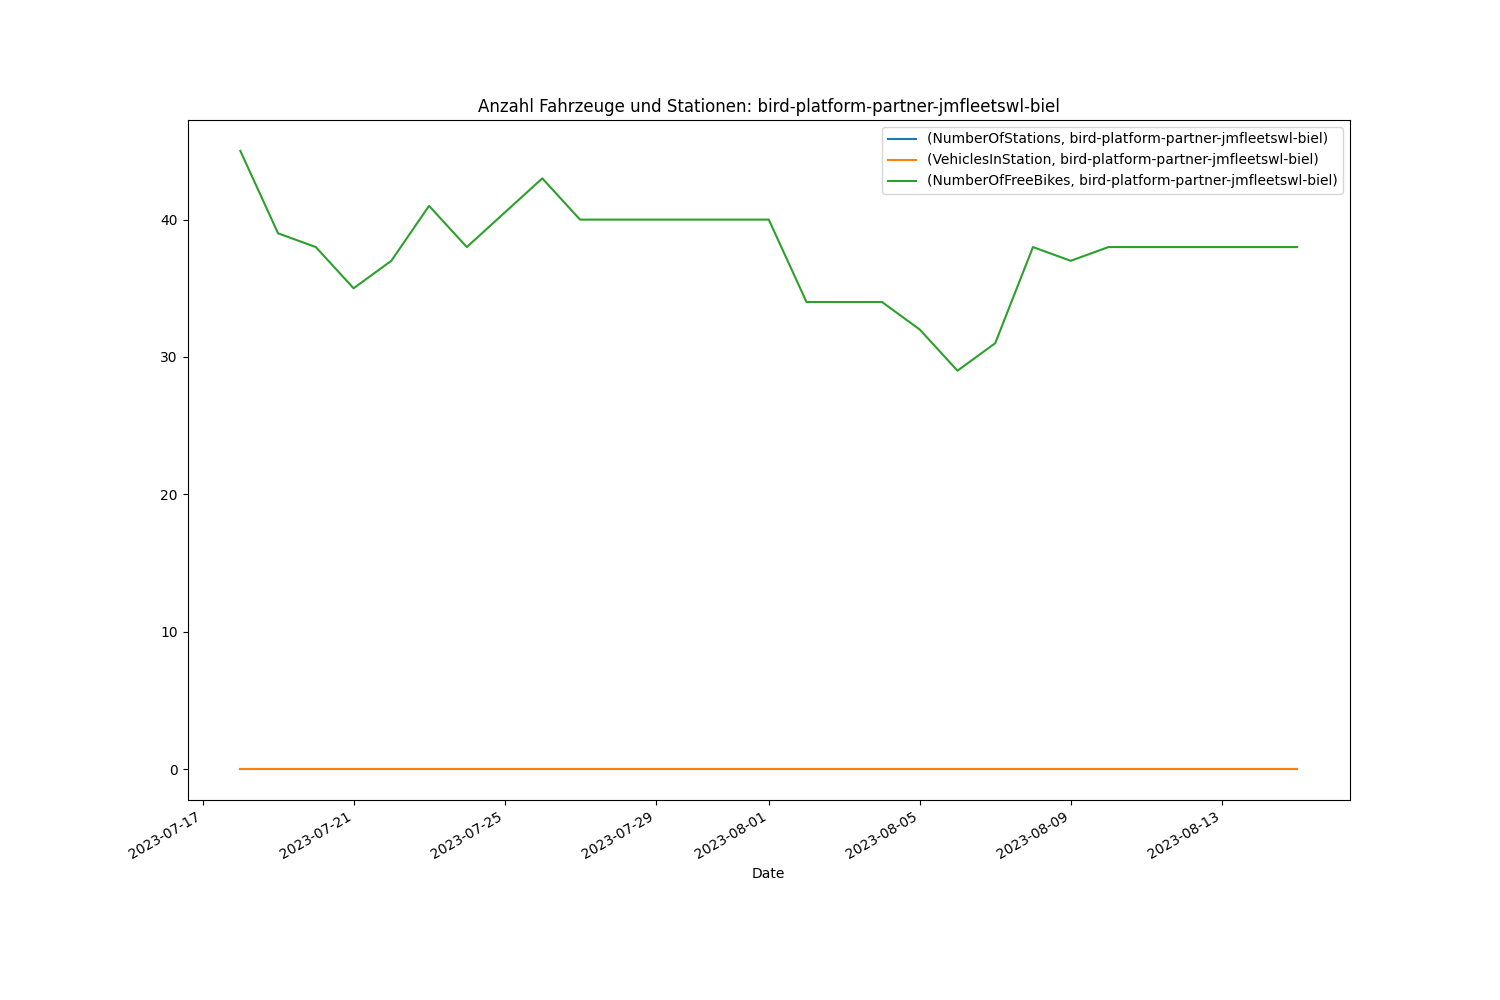 Anzahl Fahrzeuge und Stationen: bird-platform-partner-jmfleetswl-biel
(NumberOfStations, bird-platform-partner-jmfleetswl-biel)
(VehiclesInStation, bird-platform-partner-jmfleetswl-biel)
(NumberOfFreeBikes, bird-platform-partner-jmfleetswl-biel)
40
30
20
10
0
2023-07-17
2023-07-21
2023-07-25
2023-07-29
2023-08-01
2023-08-05
2023-08-09
2023-08-13
Date